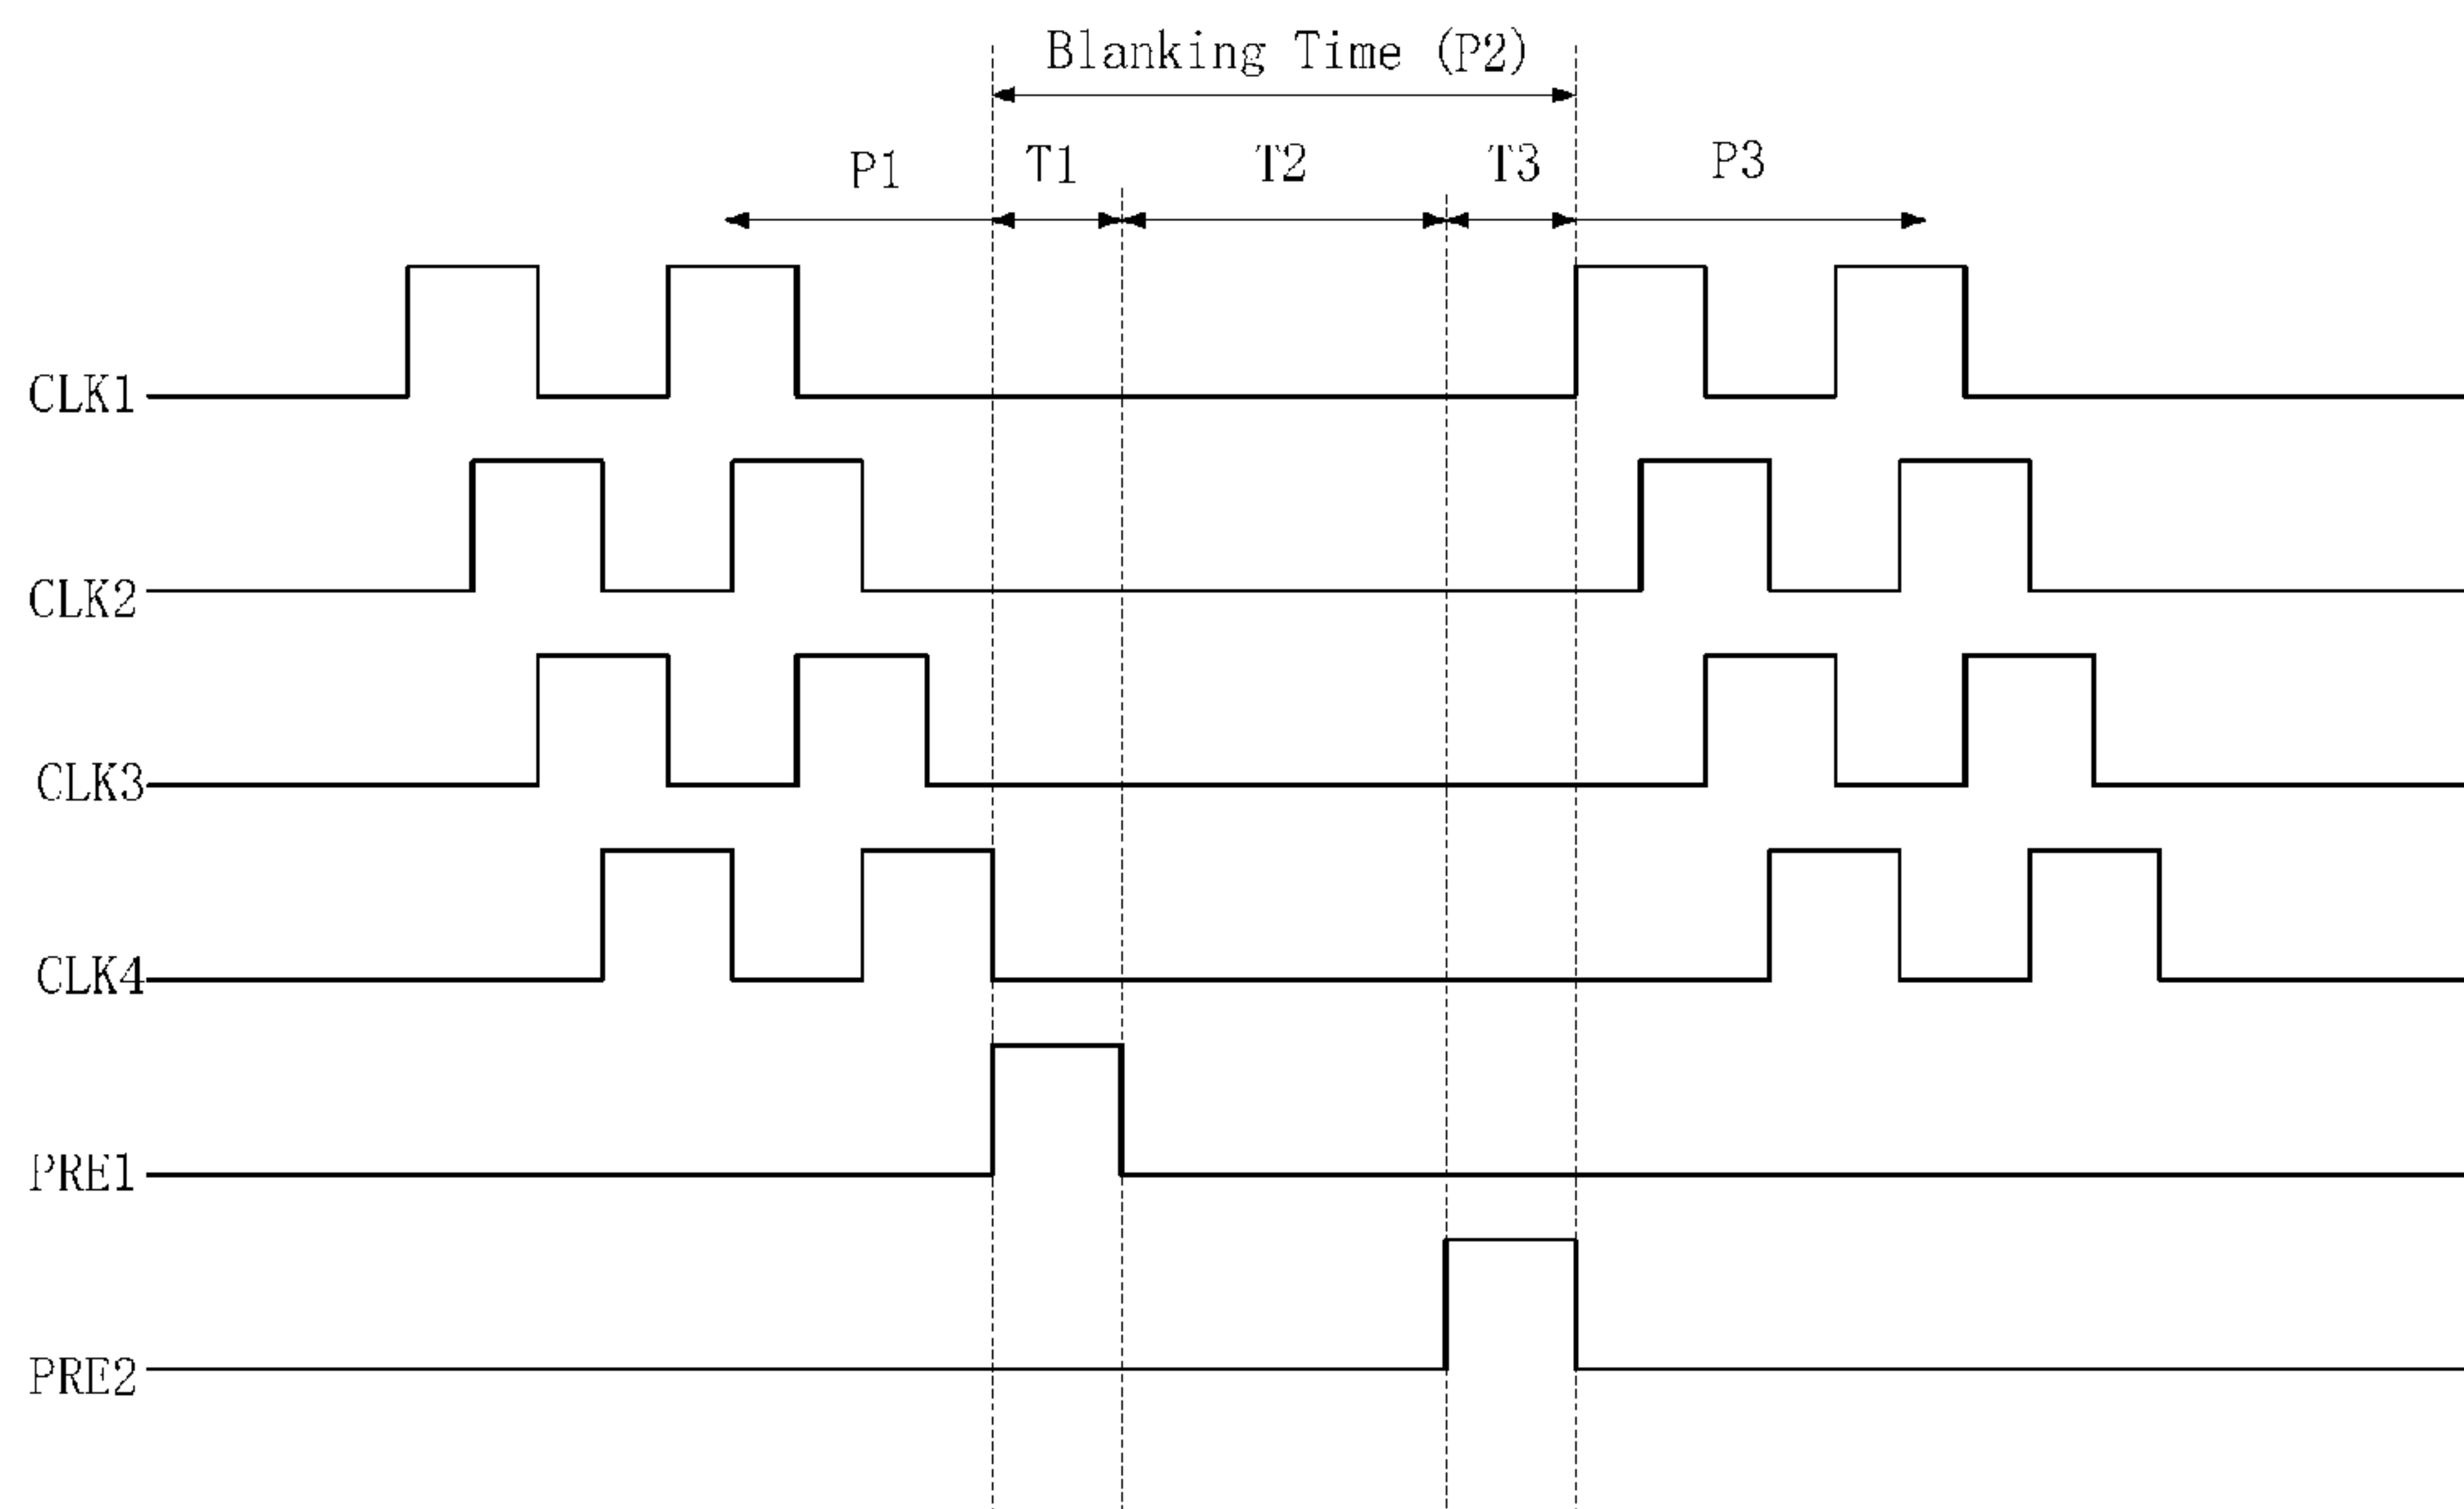 Blanking Time (P2)
P1 T1 T2 T3 P3
CLK1
CLK2
CLK3
CLK4
PRE1
PRE2